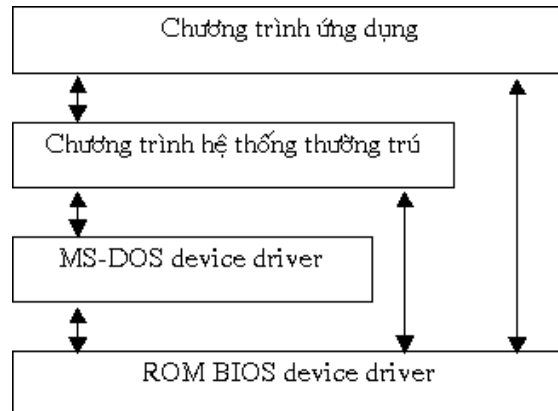 Chương trình ứng dụng
Chương trình hệ thống thường trú
MS-DOS device driver
ROM BIOS device driver